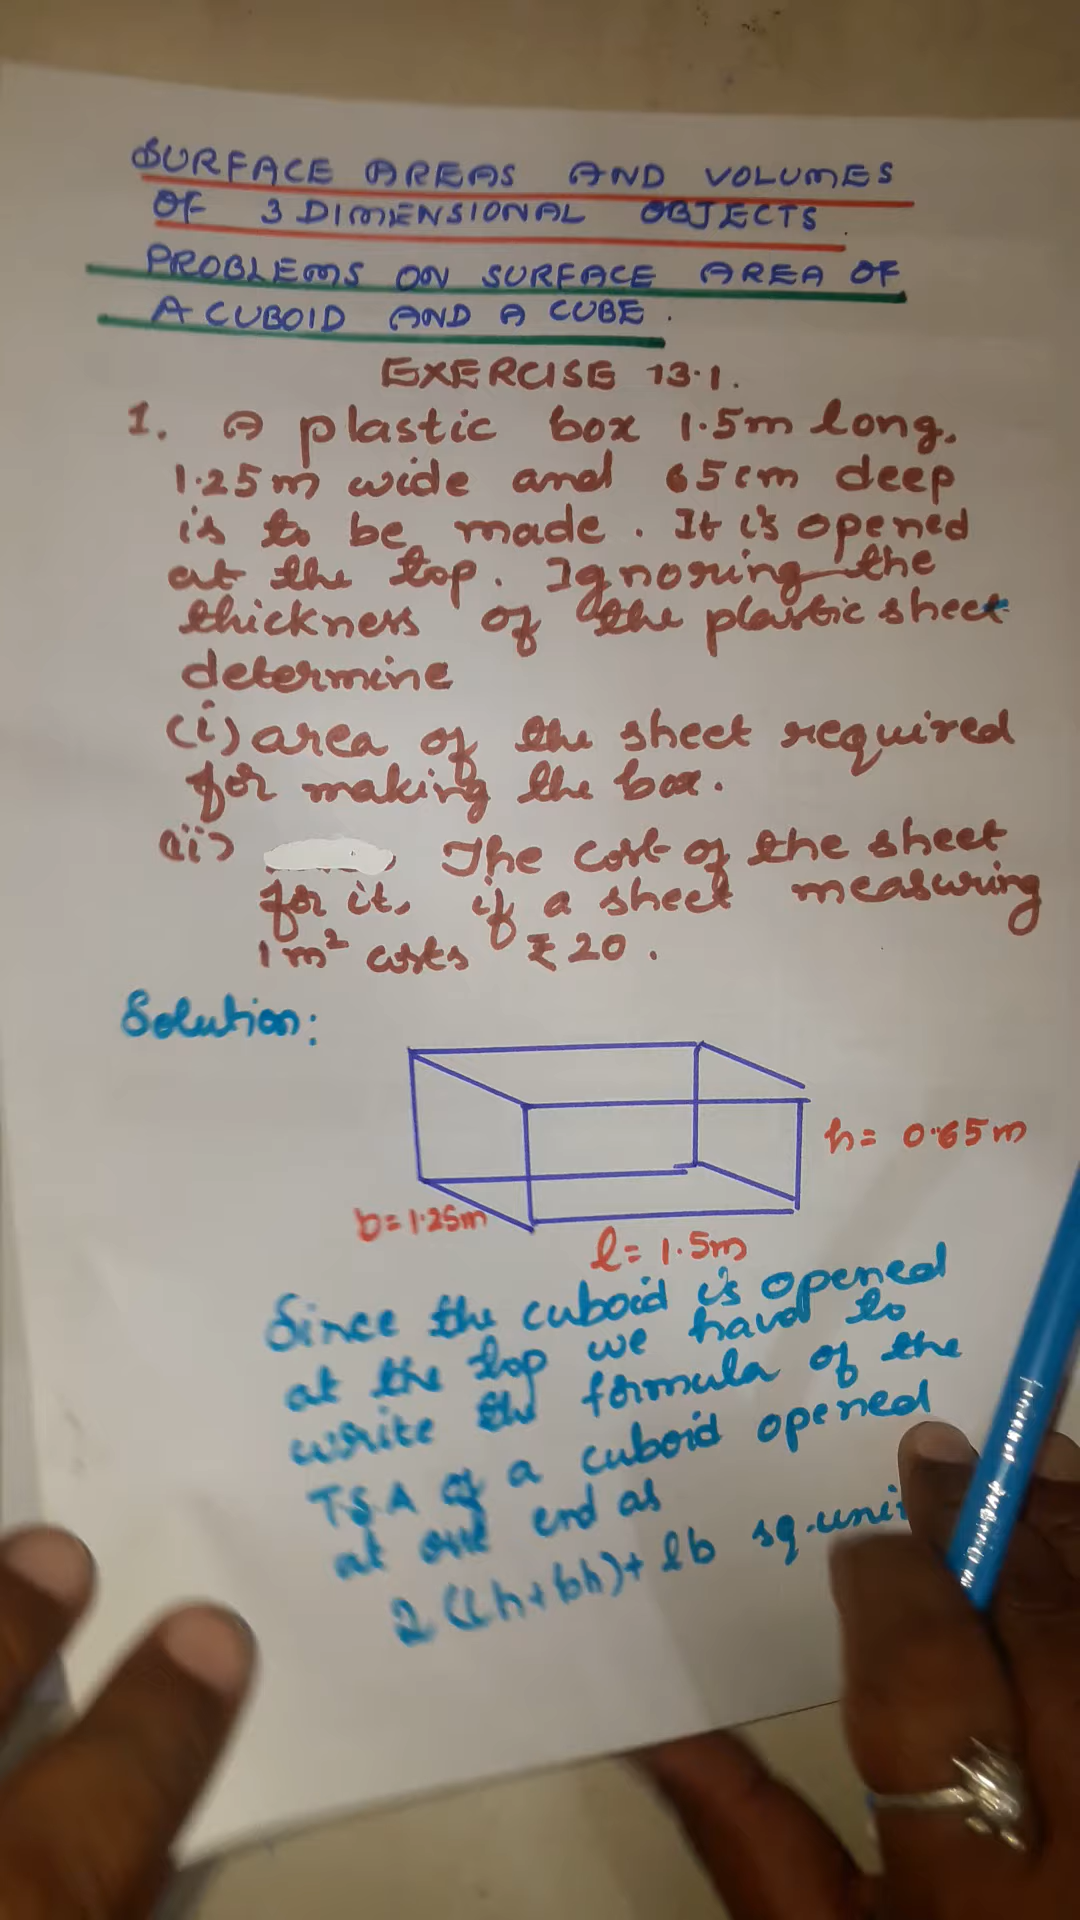 SURFACE AREAS AND VOLUMES
OF 3 DIMENSIONAL OBJECTS.
PROBLEMS ON SURFACE AREA OF
A CUBOID AND A CUBE.
EXERCISE 13.1.
1. A plastic box 1.5m long,
1.25m wide and 65cm deep
is to be made. It is opened
at the top. Ignoring the
thickness of the plastic sheet
determine
(i) area of the sheet required
for making the box.
(ii) The cost of the sheet
for it, if a sheet measuring
1m² costs ₹20.
Solution:
h = 0.65m
b = 1.25m
l = 1.5m
Since the cuboid is opened
at the top we have to
write the formula of the
TSA of a cuboid opened
at one end as
2(lh+bh)+lb sq.uni